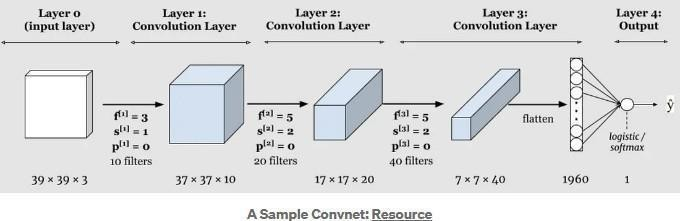 Layer 0
(input layer)
Layer 1:
Convolution Layer
Layer 2:
Convolution Layer
Layer 3:
Convolution Layer
Layer 4:
Output
f[1] = 3
s[1] = 1
p[1] = 0
10 filters
f[2] = 5
s[2] = 2
p[2] = 0
20 filters
f[3] = 5
s[3] = 2
p[3] = 0
40 filters
flatten
ŷ
logistic /
softmax
39 × 39 × 3
37 × 37 × 10
17 × 17 × 20
7 × 7 × 40
1960
1
A Sample Convnet: Resource